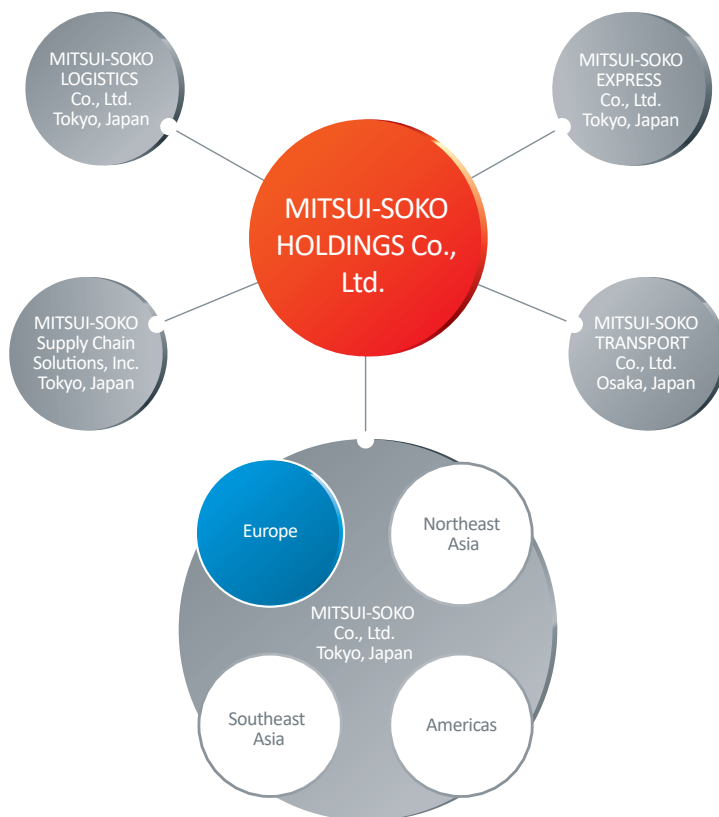 MITSUI-SOKO
LOGISTICS
Co., Ltd.
Tokyo, Japan
MITSUI-SOKO
EXPRESS
Co., Ltd.
Tokyo, Japan
MITSUI-SOKO
HOLDINGS Co.,
Ltd.
MITSUI-SOKO
Supply Chain
Solutions, Inc.
Tokyo, Japan
MITSUI-SOKO
TRANSPORT
Co., Ltd.
Osaka, Japan
Europe
Northeast
Asia
MITSUI-SOKO
Co., Ltd.
Tokyo, Japan
Southeast
Asia
Americas